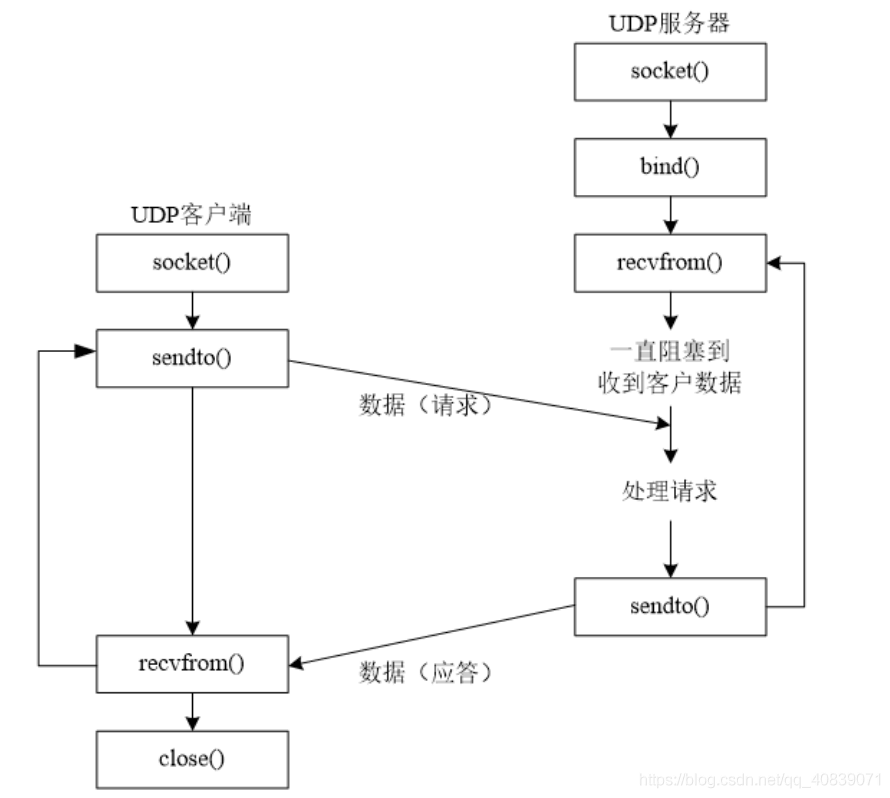 UDP服务器
socket()
bind()
recvfrom()
一直阻塞到
收到客户数据
处理请求
sendto()
UDP客户端
socket()
sendto()
数据（请求）
recvfrom()
数据（应答）
close()
https://blog.csdn.net/qq_40839071